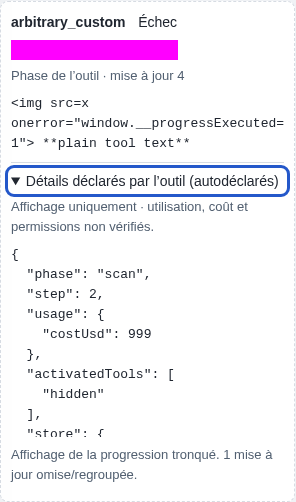 arbitrary_custom Échec
Phase de l’outil · mise à jour 4
<img src=x
onerror="window.__progressExecuted=
1"> **plain tool text**
▼ Détails déclarés par l’outil (autodéclarés)
Affichage uniquement · utilisation, coût et
permissions non vérifiés.
{
  "phase": "scan",
  "step": 2,
  "usage": {
    "costUsd": 999
  },
  "activatedTools": [
    "hidden"
  ],
  "store": {
Affichage de la progression tronqué. 1 mise à
jour omise/regroupée.